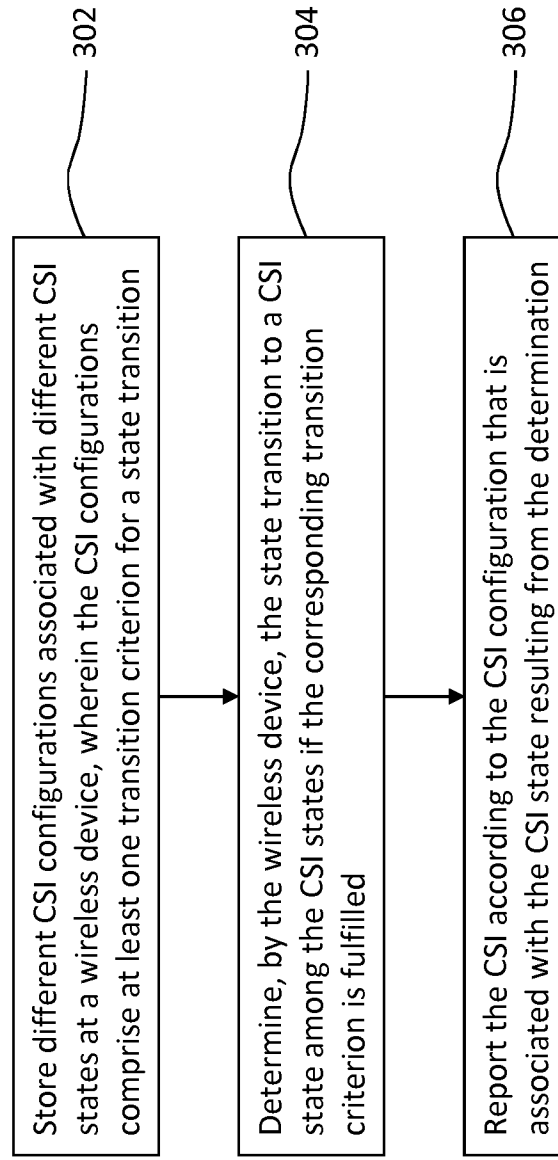 Store different CSI configurations associated with different CSI
states at a wireless device, wherein the CSI configurations
comprise at least one transition criterion for a state transition
302
Determine, by the wireless device, the state transition to a CSI
state among the CSI states if the corresponding transition
criterion is fulfilled
304
Report the CSI according to the CSI configuration that is
associated with the CSI state resulting from the determination
306